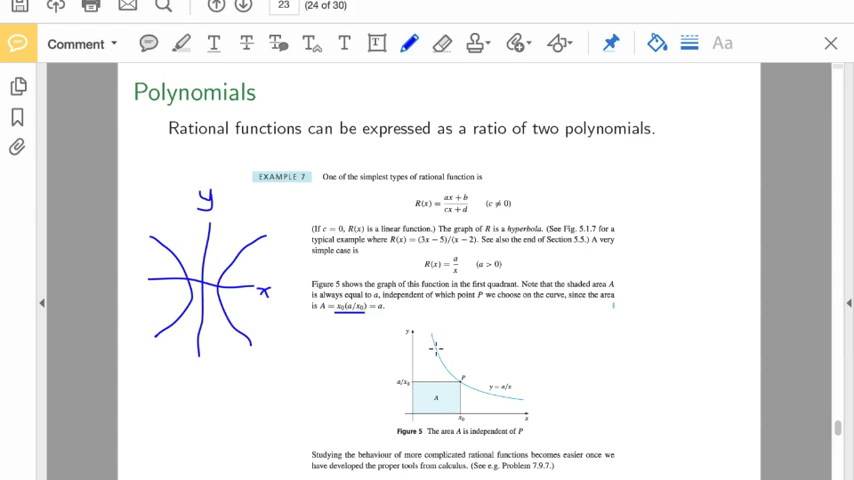 23 (24 of 30)
Comment
T T T T T Aa
Polynomials
Rational functions can be expressed as a ratio of two polynomials.
EXAMPLE 7 One of the simplest types of rational function is
R(x) = ax + b / cx + d (c ≠ 0)
(If c = 0, R(x) is a linear function.) The graph of R is a hyperbola. (See Fig. 5.1.7 for a
typical example where R(x) = (3x − 5)/(x − 2). See also the end of Section 5.5.) A very
simple case is
R(x) = a / x (a > 0)
Figure 5 shows the graph of this function in the first quadrant. Note that the shaded area A
is always equal to a, independent of which point P we choose on the curve, since the area
is A = x₀(a/x₀) = a.
y
x
y
a/x₀
P
y = a/x
A
x₀
x
Figure 5 The area A is independent of P
Studying the behaviour of more complicated rational functions becomes easier once we
have developed the proper tools from calculus. (See e.g. Problem 7.9.7.)